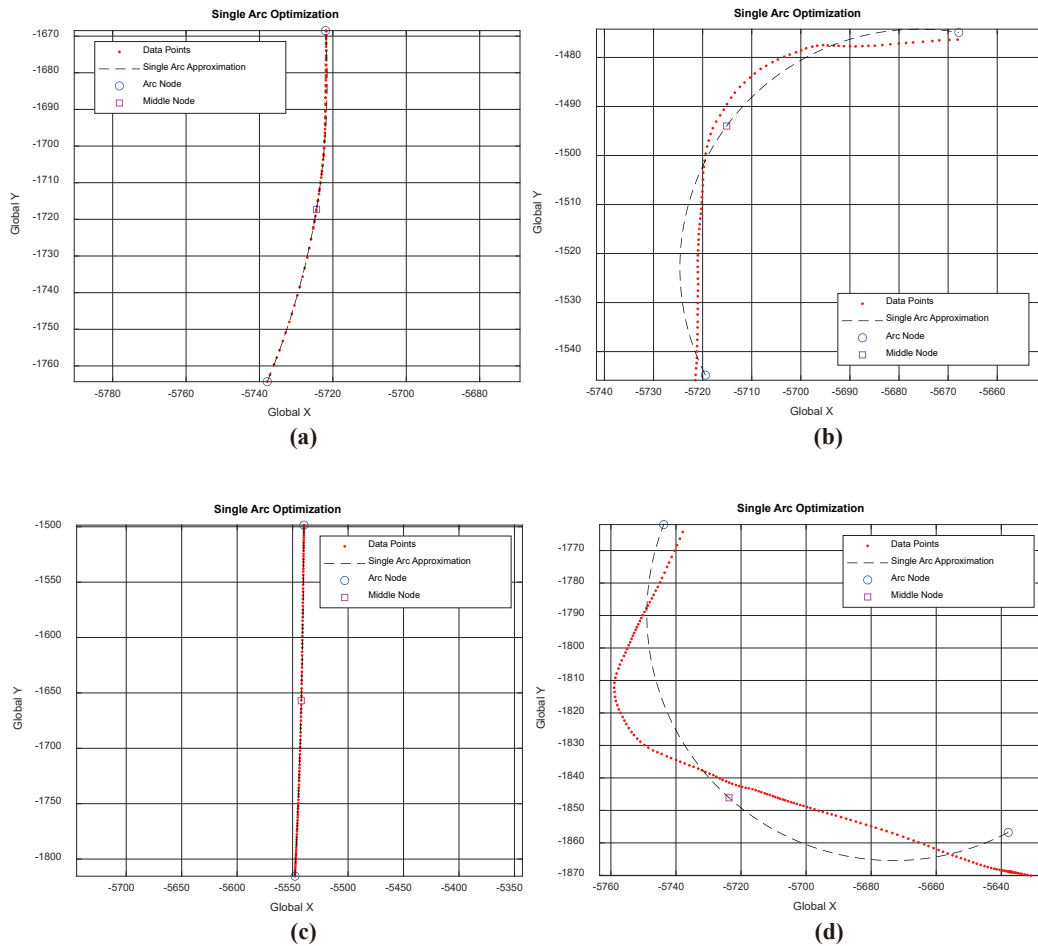 Single Arc Optimization
-1670
-1680
-1690
-1700
-1710
-1720
-1730
-1740
-1750
-1760
Global Y
Data Points
Single Arc Approximation
Arc Node
Middle Node
-5780
-5760
-5740
-5720
-5700
-5680
Global X
(a)
Single Arc Optimization
-1480
-1490
-1500
-1510
-1520
-1530
-1540
Global Y
Data Points
Single Arc Approximation
Arc Node
Middle Node
-5740
-5730
-5720
-5710
-5700
-5690
-5680
-5670
-5660
Global X
(b)
Single Arc Optimization
-1500
-1550
-1600
-1650
-1700
-1750
-1800
Global Y
Data Points
Single Arc Approximation
Arc Node
Middle Node
-5700
-5650
-5600
-5550
-5500
-5450
-5400
-5350
Global X
(c)
Single Arc Optimization
-1770
-1780
-1790
-1800
-1810
-1820
-1830
-1840
-1850
-1860
-1870
Global Y
Data Points
Single Arc Approximation
Arc Node
Middle Node
-5760
-5740
-5720
-5700
-5680
-5660
-5640
Global X
(d)